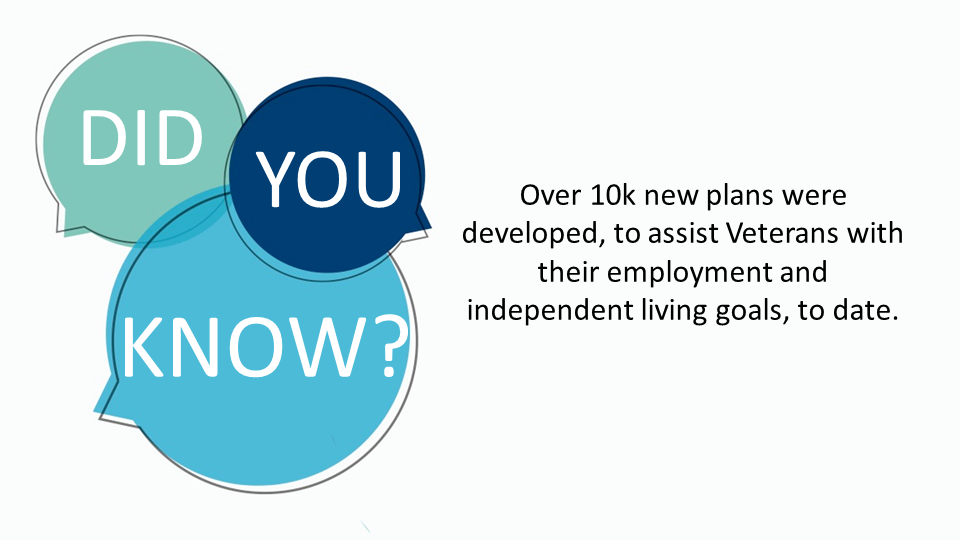 DID
YOU
KNOW?
Over 10k new plans were
developed, to assist Veterans with
their employment and
independent living goals, to date.